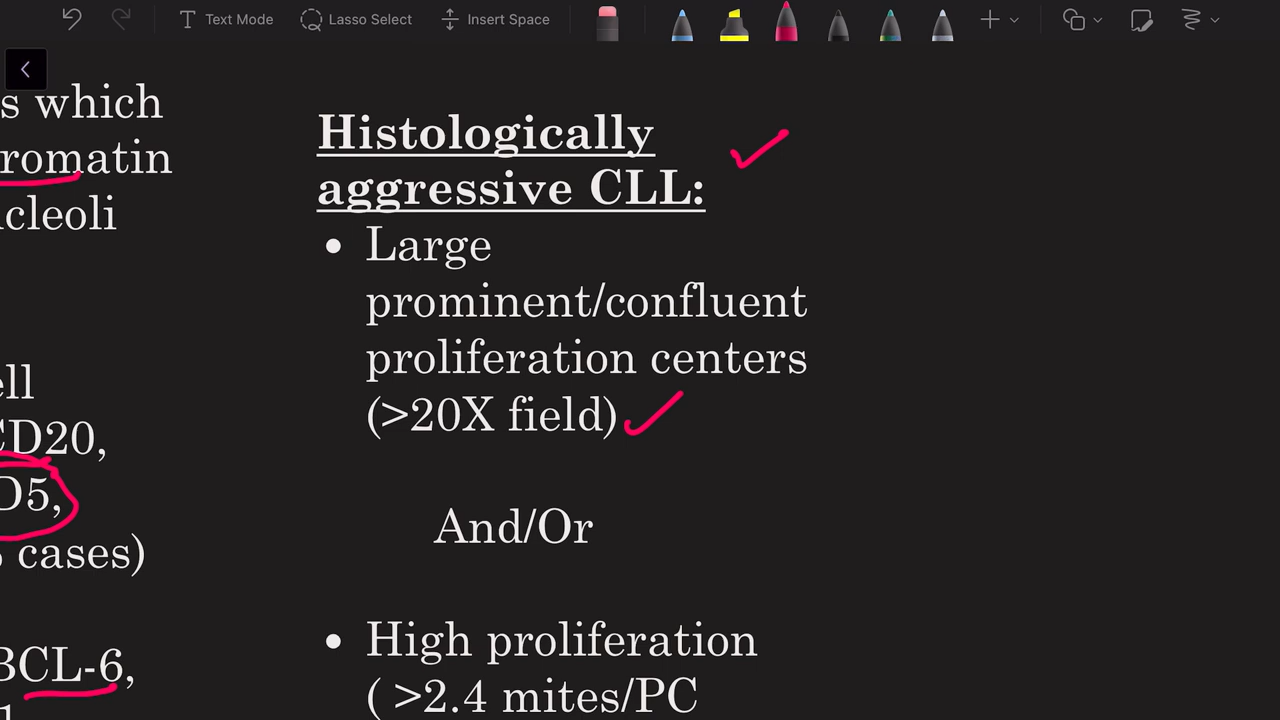 Text Mode
Lasso Select
Insert Space
s which
romatin
cleoli
ell
CD20,
D5,
cases)
BCL-6,
Histologically
aggressive CLL:
• Large
prominent/confluent
proliferation centers
(>20X field)
And/Or
• High proliferation
( >2.4 mites/PC